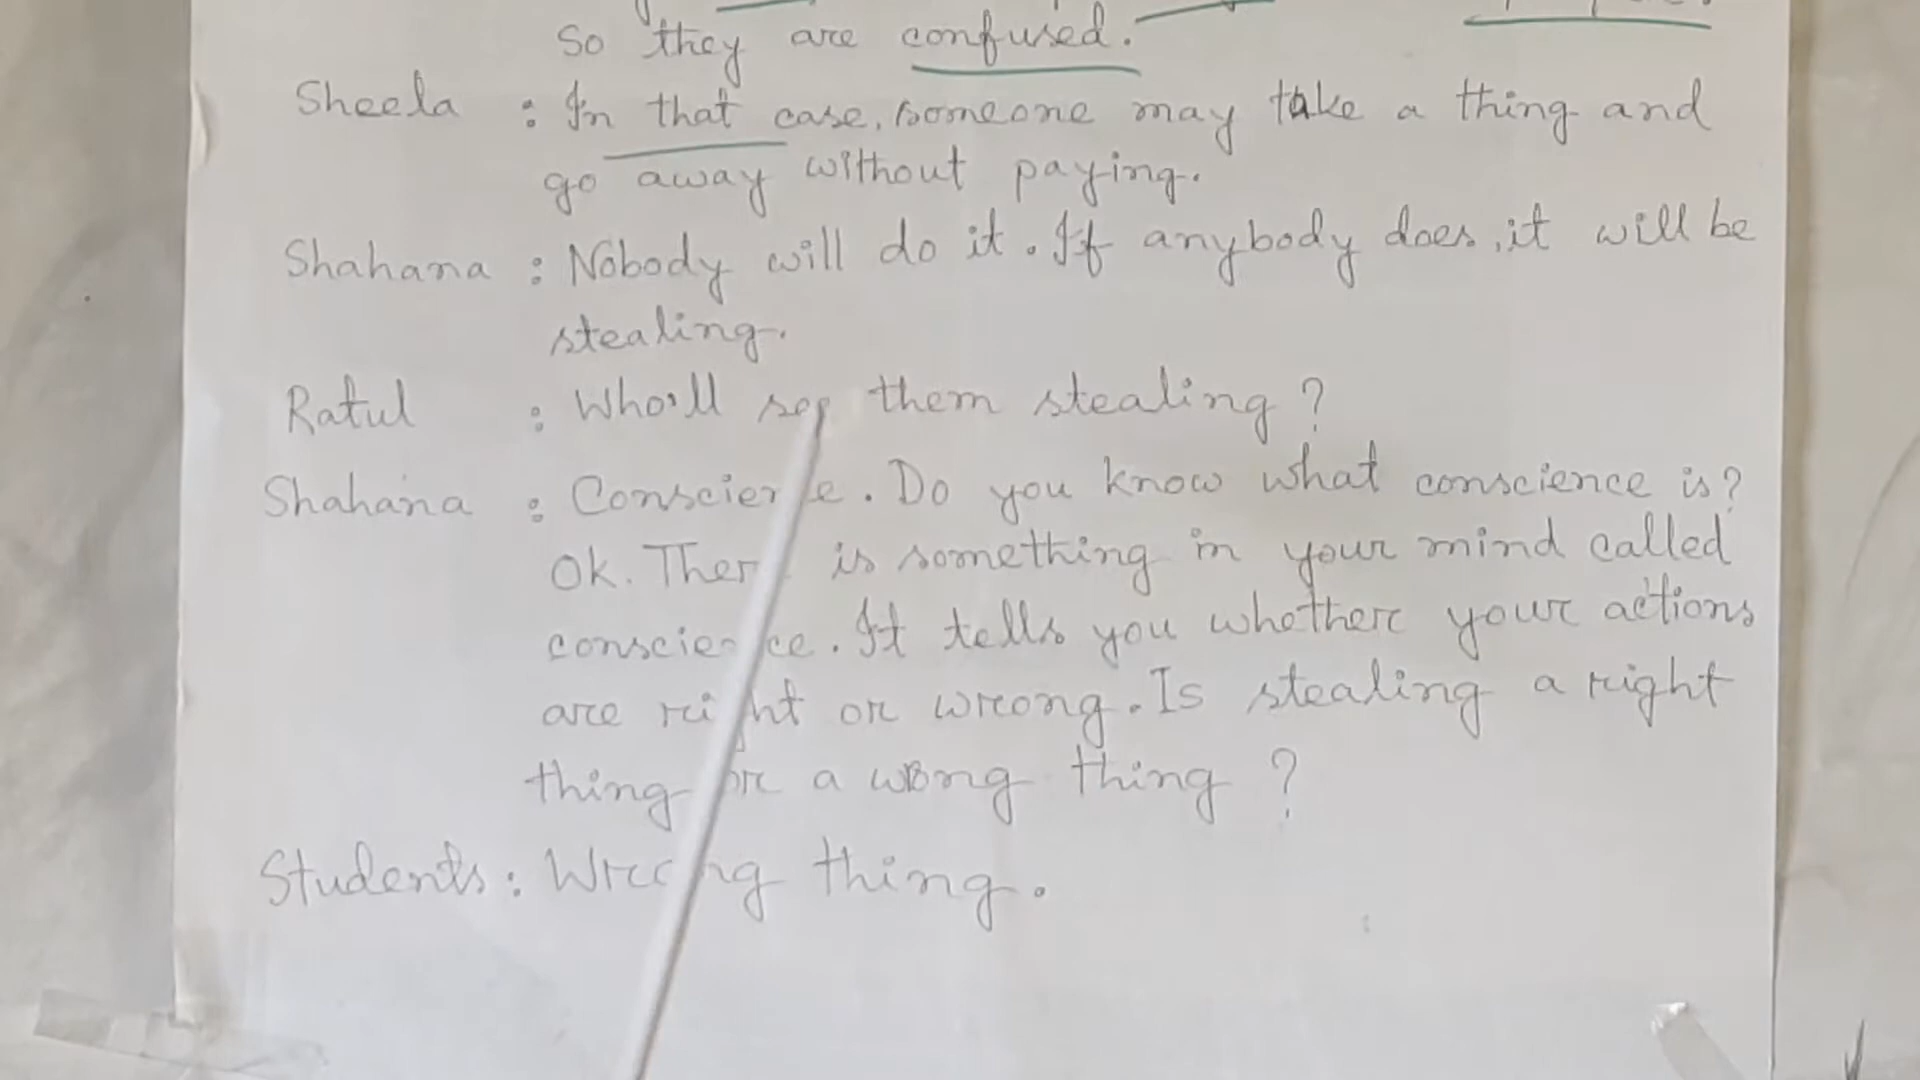 So they are confused.
Sheela : In that case, someone may take a thing and
go away without paying.
Shahana : Nobody will do it. If anybody does, it will be
stealing.
Ratul : Who'll see them stealing?
Shahana : Conscience. Do you know what conscience is?
Ok. There is something in your mind called
conscience. It tells you whether your actions
are right or wrong. Is stealing a right
thing or a wrong thing?
Students : Wrong thing.